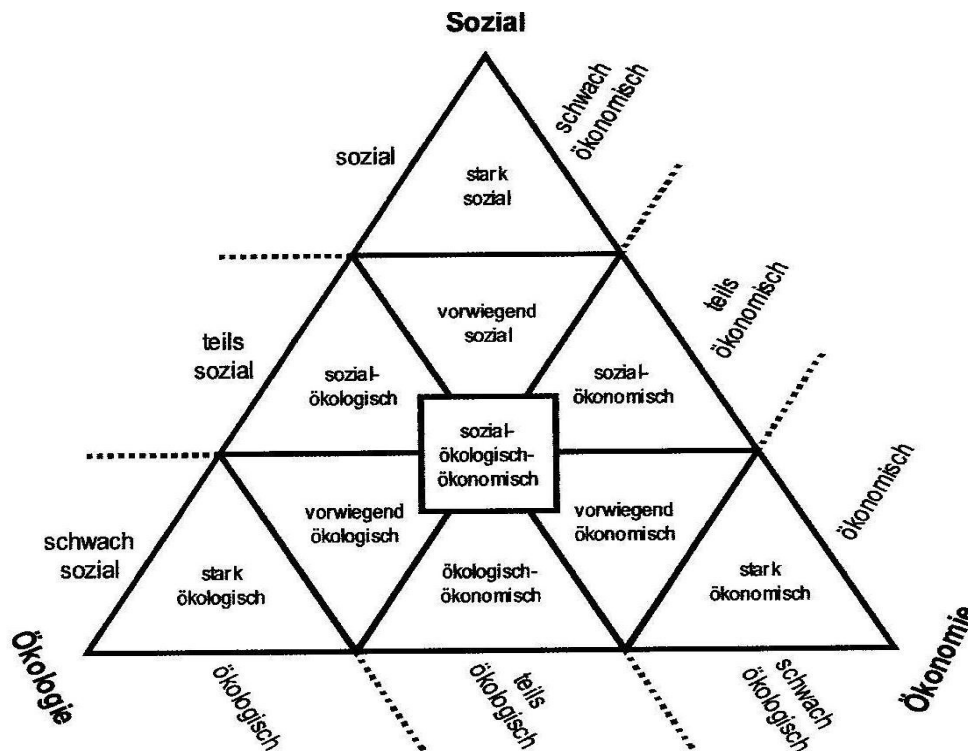 Sozial
schwach
ökonomisch
sozial
stark
sozial
teils
ökonomisch
vorwiegend
sozial
teils
sozial
sozial-
ökologisch
sozial-
ökonomisch
sozial-
ökologisch-
ökonomisch
ökonomisch
schwach
sozial
vorwiegend
ökologisch
vorwiegend
ökonomisch
stark
ökologisch
ökologisch-
ökonomisch
stark
ökonomisch
Ökologie
ökologisch
teils
ökologisch
schwach
ökologisch
Ökonomie